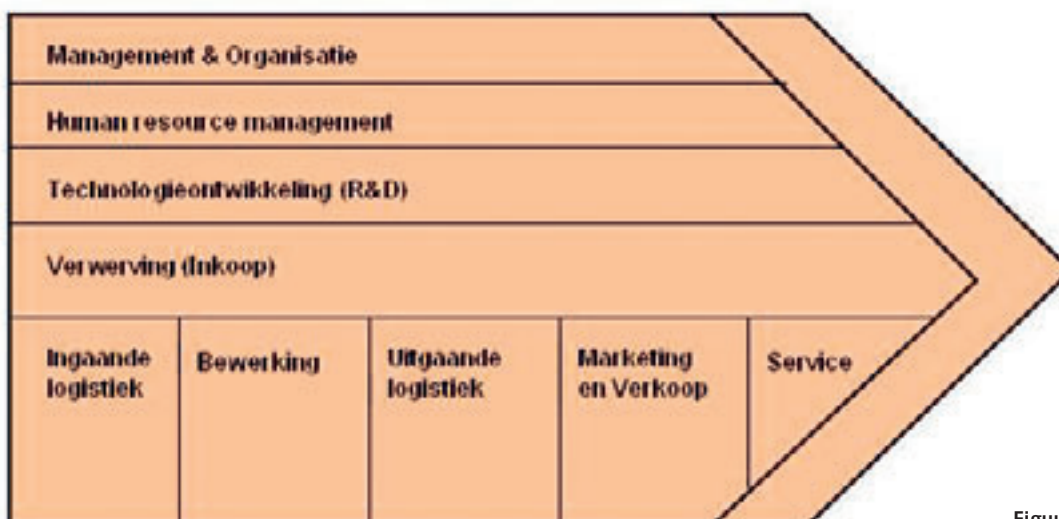 Management & Organisatie
Human resource management
Technologieontwikkeling (R&D)
Verwerving (Inkoop)
Ingaande
logistiek
Bewerking
Uitgaande
logistiek
Marketing
en Verkoop
Service